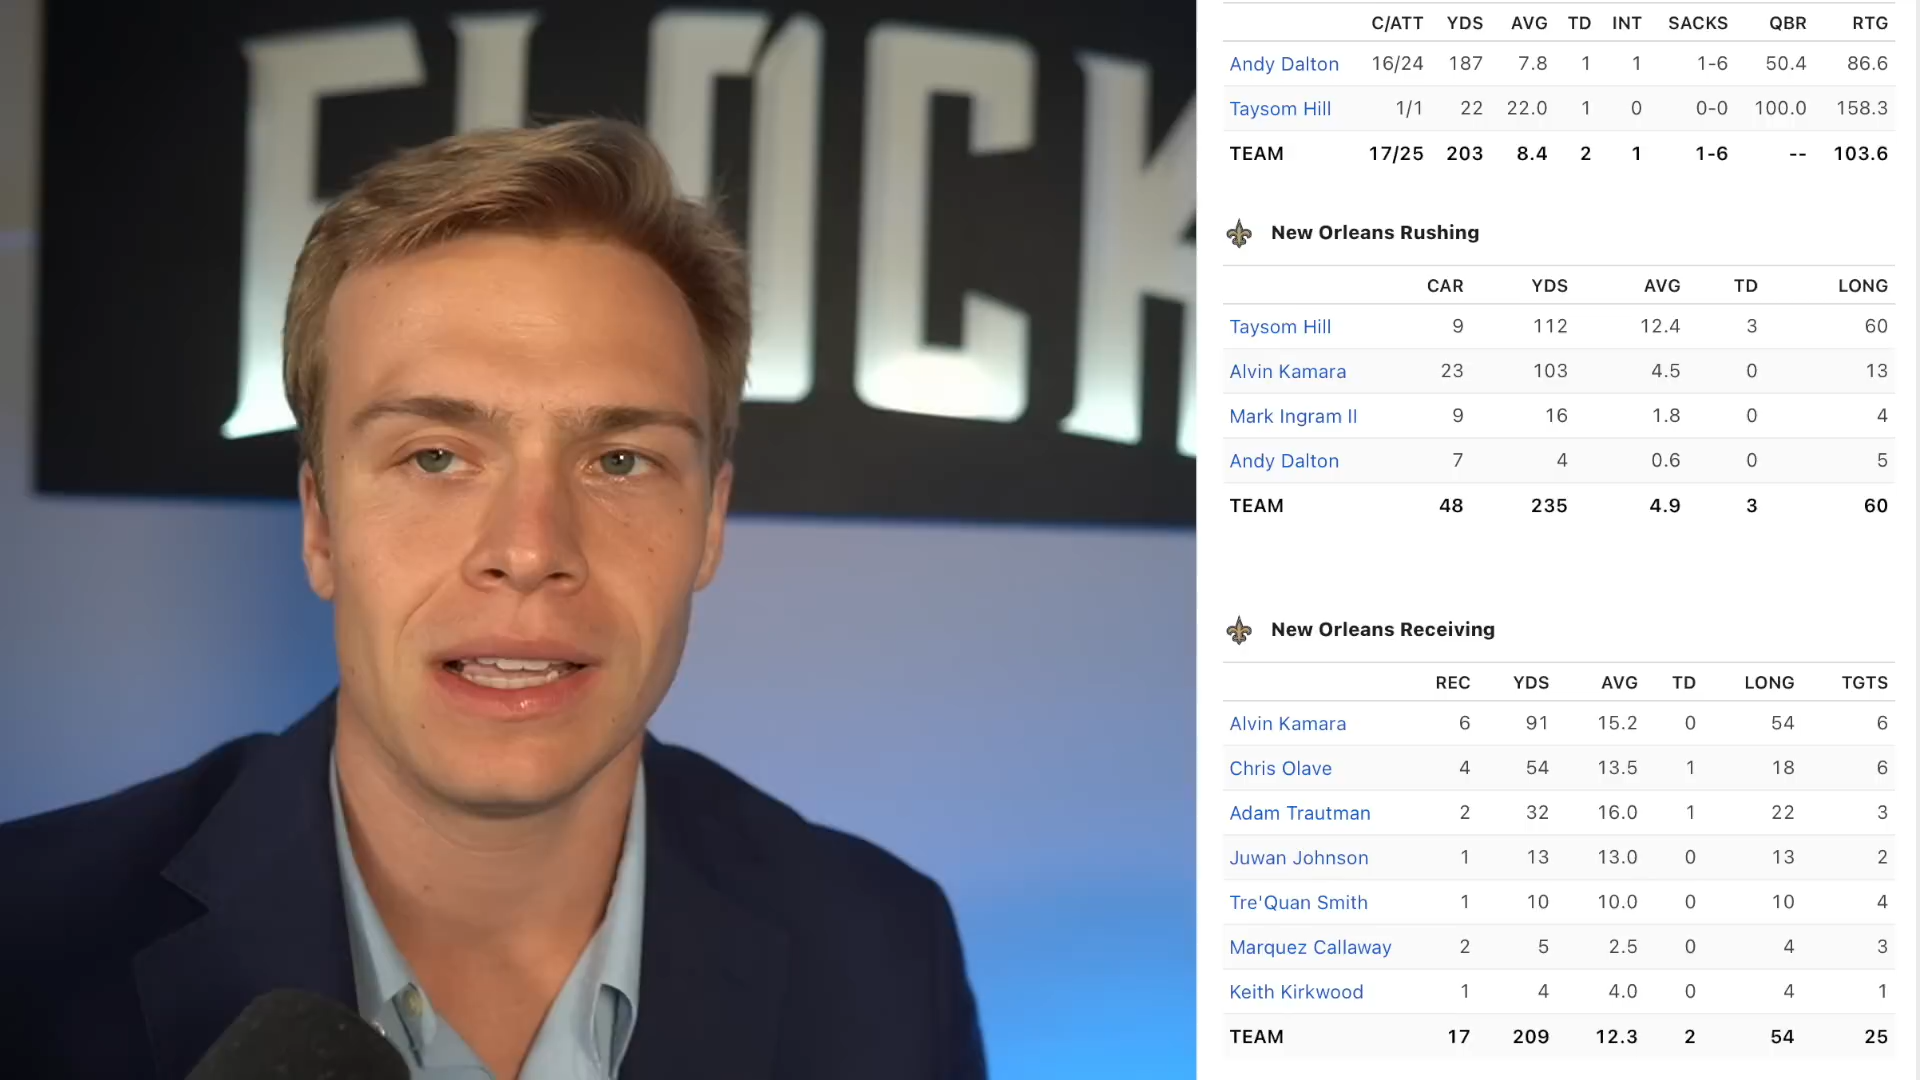 FLOCK
C/ATT YDS AVG TD INT SACKS QBR RTG
Andy Dalton 16/24 187 7.8 1 1 1-6 50.4 86.6
Taysom Hill 1/1 22 22.0 1 0 0-0 100.0 158.3
TEAM 17/25 203 8.4 2 1 1-6 -- 103.6
New Orleans Rushing
CAR YDS AVG TD LONG
Taysom Hill 9 112 12.4 3 60
Alvin Kamara 23 103 4.5 0 13
Mark Ingram II 9 16 1.8 0 4
Andy Dalton 7 4 0.6 0 5
TEAM 48 235 4.9 3 60
New Orleans Receiving
REC YDS AVG TD LONG TGTS
Alvin Kamara 6 91 15.2 0 54 6
Chris Olave 4 54 13.5 1 18 6
Adam Trautman 2 32 16.0 1 22 3
Juwan Johnson 1 13 13.0 0 13 2
Tre'Quan Smith 1 10 10.0 0 10 4
Marquez Callaway 2 5 2.5 0 4 3
Keith Kirkwood 1 4 4.0 0 4 1
TEAM 17 209 12.3 2 54 25